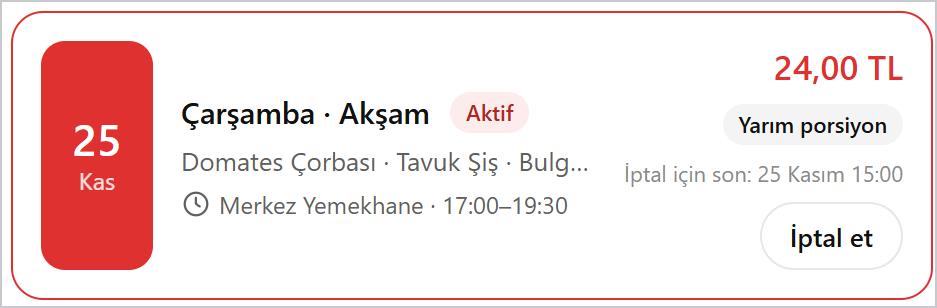 25
Kas
Çarşamba · Akşam
Aktif
Domates Çorbası · Tavuk Şiş · Bulg...
Merkez Yemekhane · 17:00–19:30
24,00 TL
Yarım porsiyon
İptal için son: 25 Kasım 15:00
İptal et